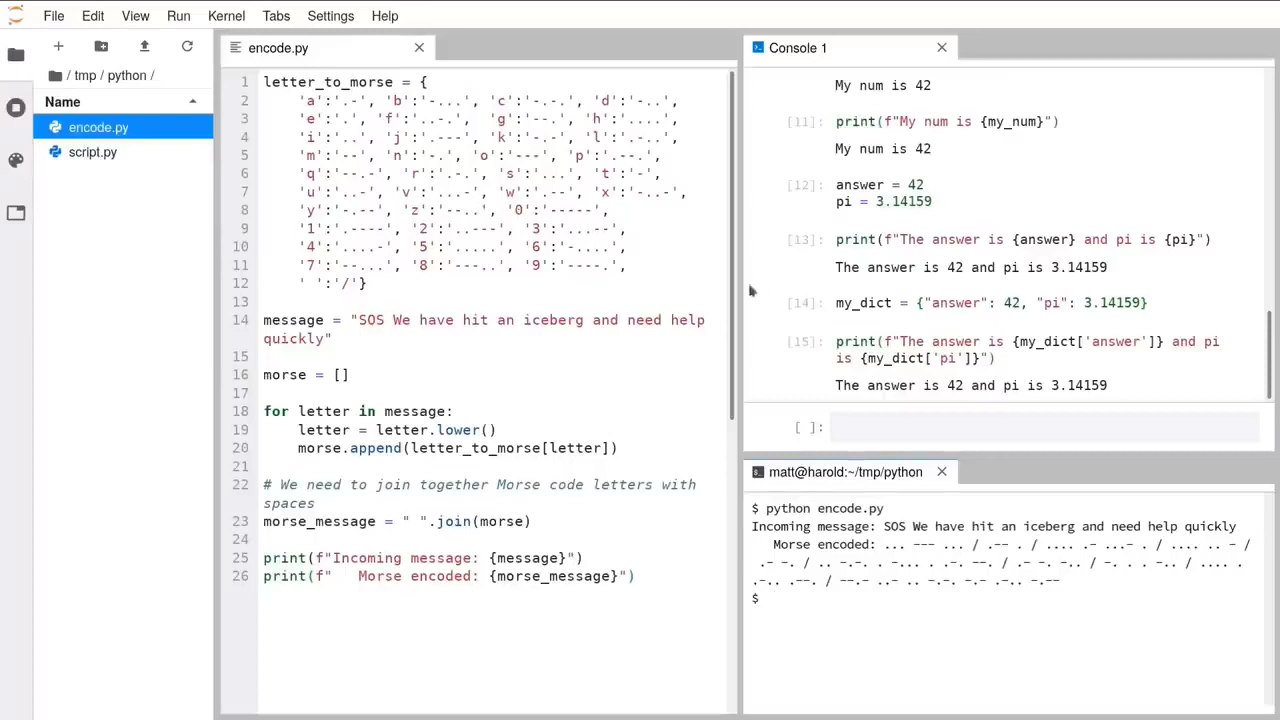 File Edit View Run Kernel Tabs Settings Help
/ tmp / python /
Name
encode.py
script.py
encode.py
1 letter_to_morse = {
2     'a':'.-', 'b':'-...', 'c':'-.-.', 'd':'-..',
3     'e':'.', 'f':'..-.', 'g':'--.', 'h':'....',
4     'i':'..', 'j':'.---', 'k':'-.-', 'l':'.-..',
5     'm':'--', 'n':'-.', 'o':'---', 'p':'.--.',
6     'q':'--.-', 'r':'.-.', 's':'...', 't':'-',
7     'u':'..-', 'v':'...-', 'w':'.--', 'x':'-..-',
8     'y':'-.--', 'z':'--..', '0':'-----',
9     '1':'.----', '2':'..---', '3':'...--',
10     '4':'....-', '5':'.....', '6':'-....',
11     '7':'--...', '8':'---..', '9':'----.',
12     ' ':'/'}
13
14 message = "SOS We have hit an iceberg and need help
quickly"
15
16 morse = []
17
18 for letter in message:
19     letter = letter.lower()
20     morse.append(letter_to_morse[letter])
21
22 # We need to join together Morse code letters with
spaces
23 morse_message = " ".join(morse)
24
25 print(f"Incoming message: {message}")
26 print(f"   Morse encoded: {morse_message}")
Console 1
My num is 42
[11]: print(f"My num is {my_num}")
My num is 42
[12]: answer = 42
pi = 3.14159
[13]: print(f"The answer is {answer} and pi is {pi}")
The answer is 42 and pi is 3.14159
[14]: my_dict = {"answer": 42, "pi": 3.14159}
[15]: print(f"The answer is {my_dict['answer']} and pi
is {my_dict['pi']}")
The answer is 42 and pi is 3.14159
[ ]:
matt@harold:~/tmp/python
$ python encode.py
Incoming message: SOS We have hit an iceberg and need help quickly
   Morse encoded: ... --- ... / .-- . / .... .- ...- . / .... .. - /
 .- -. / .. -.-. . -... . .-. --. / .- -. -.. / -. . . -.. / .... .
.-.. .--. / --.- ..- .. -.-. -.- .-.. -.--
$